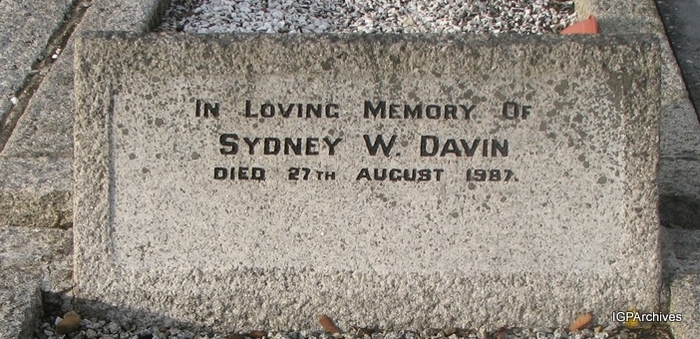 IN LOVING MEMORY OF
SYDNEY W. DAVIN
DIED 27TH AUGUST 1987.
IGPArchives